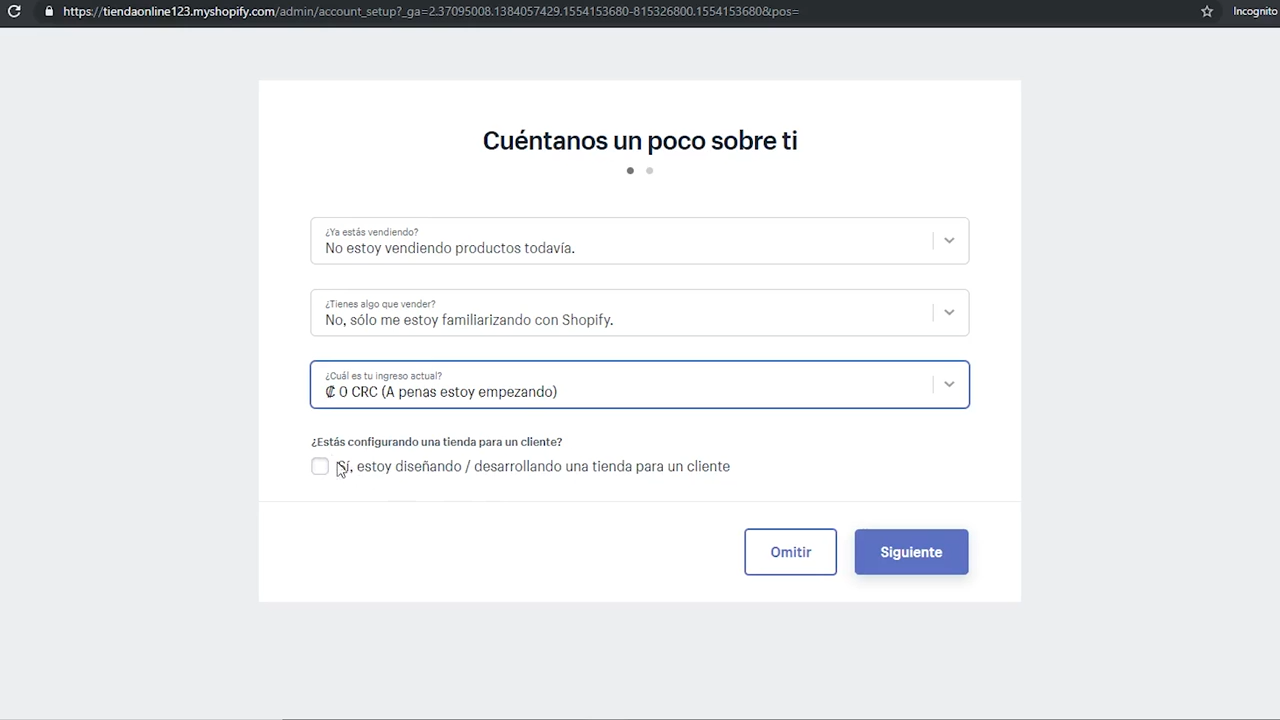 https://tiendaonline123.myshopify.com/admin/account_setup?_ga=2.37095008.1384057429.1554153680-815326800.1554153680&pos=
Incognito
Cuéntanos un poco sobre ti
¿Ya estás vendiendo?
No estoy vendiendo productos todavía.
¿Tienes algo que vender?
No, sólo me estoy familiarizando con Shopify.
¿Cuál es tu ingreso actual?
₡ 0 CRC (A penas estoy empezando)
¿Estás configurando una tienda para un cliente?
Sí, estoy diseñando / desarrollando una tienda para un cliente
Omitir
Siguiente